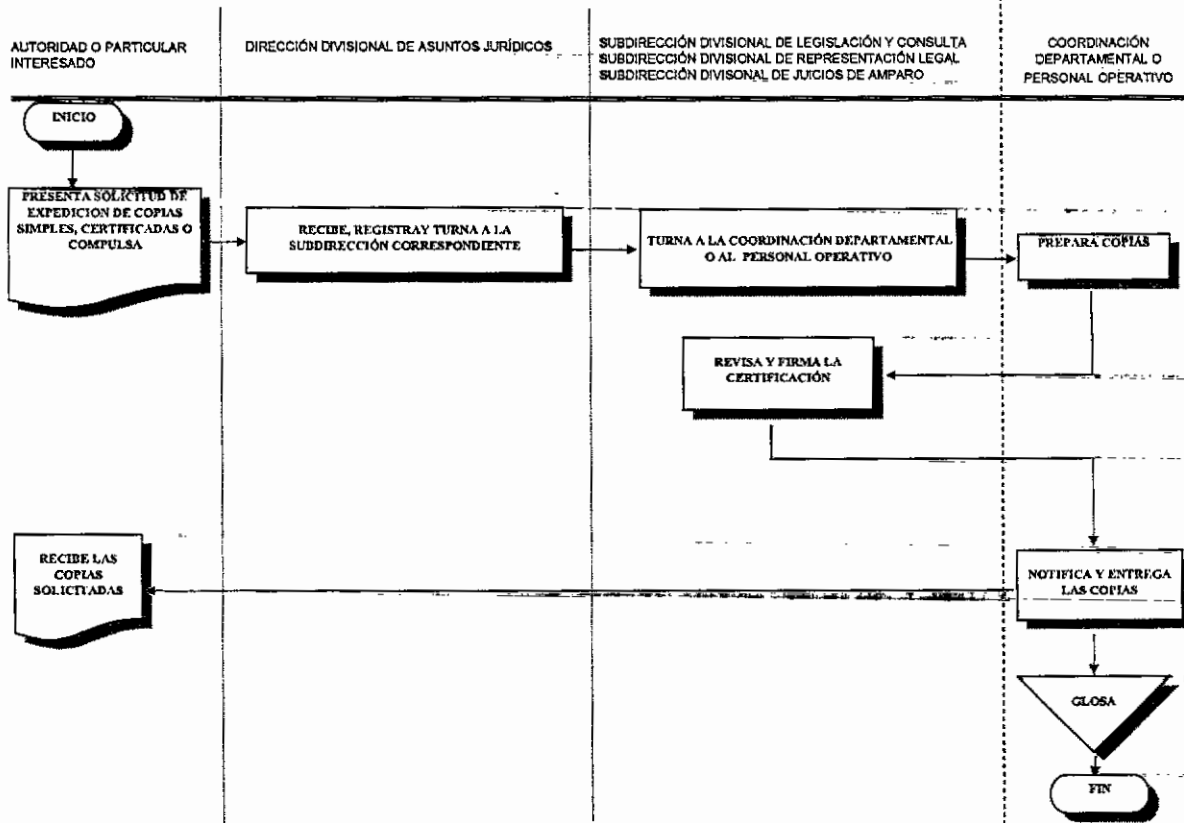 AUTORIDAD O PARTICULAR
INTERESADO
DIRECCIÓN DIVISIONAL DE ASUNTOS JURÍDICOS
SUBDIRECCIÓN DIVISIONAL DE LEGISLACIÓN Y CONSULTA
SUBDIRECCIÓN DIVISIONAL DE REPRESENTACIÓN LEGAL
SUBDIRECCIÓN DIVISONAL DE JUICIOS DE AMPARO
COORDINACIÓN
DEPARTAMENTAL O
PERSONAL OPERATIVO
INICIO
PRESENTA SOLICITUD DE
EXPEDICION DE COPIAS
SIMPLES, CERTIFICADAS O
COMPULSA
RECIBE, REGISTRAY TURNA A LA
SUBDIRECCIÓN CORRESPONDIENTE
TURNA A LA COORDINACIÓN DEPARTAMENTAL
O AL PERSONAL OPERATIVO
PREPARA COPIAS
REVISA Y FIRMA LA
CERTIFICACIÓN
RECIBE LAS
COPIAS
SOLICITADAS
NOTIFICA Y ENTREGA
LAS COPIAS
GLOSA
FIN